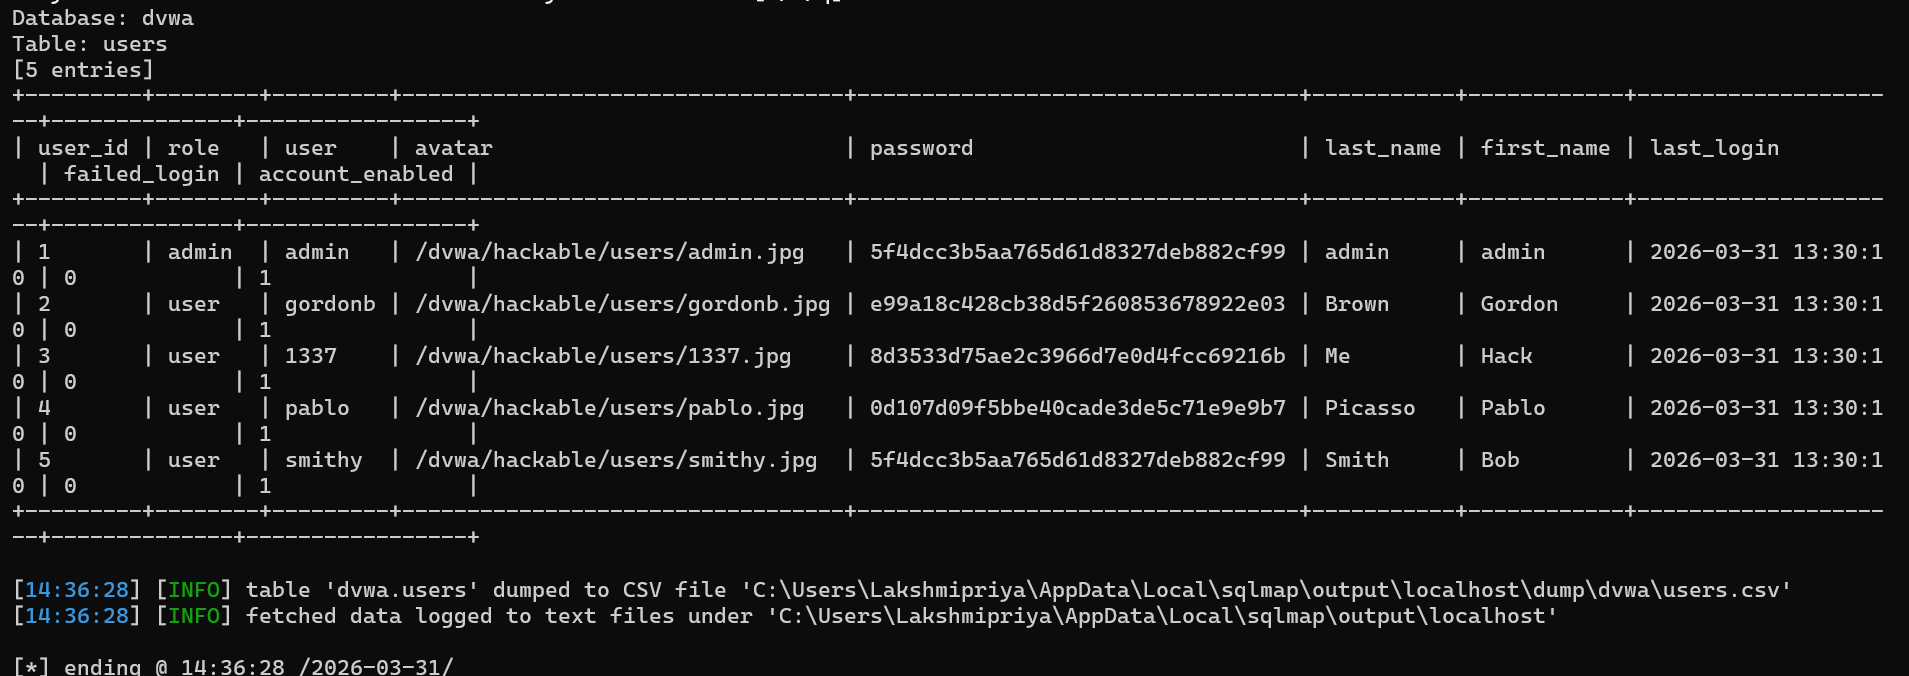 Database: dvwa
Table: users
[5 entries]
+---------+--------+---------+----------------------------------+----------------------------------+-----------+------------+-------------------
--+--------------+-----------------+
| user_id | role   | user    | avatar                           | password                         | last_name | first_name | last_login
  | failed_login | account_enabled |
+---------+--------+---------+----------------------------------+----------------------------------+-----------+------------+-------------------
--+--------------+-----------------+
| 1       | admin  | admin   | /dvwa/hackable/users/admin.jpg   | 5f4dcc3b5aa765d61d8327deb882cf99 | admin     | admin      | 2026-03-31 13:30:1
0 | 0            | 1               |
| 2       | user   | gordonb | /dvwa/hackable/users/gordonb.jpg | e99a18c428cb38d5f260853678922e03 | Brown     | Gordon     | 2026-03-31 13:30:1
0 | 0            | 1               |
| 3       | user   | 1337    | /dvwa/hackable/users/1337.jpg    | 8d3533d75ae2c3966d7e0d4fcc69216b | Me        | Hack       | 2026-03-31 13:30:1
0 | 0            | 1               |
| 4       | user   | pablo   | /dvwa/hackable/users/pablo.jpg   | 0d107d09f5bbe40cade3de5c71e9e9b7 | Picasso   | Pablo      | 2026-03-31 13:30:1
0 | 0            | 1               |
| 5       | user   | smithy  | /dvwa/hackable/users/smithy.jpg  | 5f4dcc3b5aa765d61d8327deb882cf99 | Smith     | Bob        | 2026-03-31 13:30:1
0 | 0            | 1               |
+---------+--------+---------+----------------------------------+----------------------------------+-----------+------------+-------------------
--+--------------+-----------------+
[14:36:28] [INFO] table 'dvwa.users' dumped to CSV file 'C:\Users\Lakshmipriya\AppData\Local\sqlmap\output\localhost\dump\dvwa\users.csv'
[14:36:28] [INFO] fetched data logged to text files under 'C:\Users\Lakshmipriya\AppData\Local\sqlmap\output\localhost'
[*] ending @ 14:36:28 /2026-03-31/